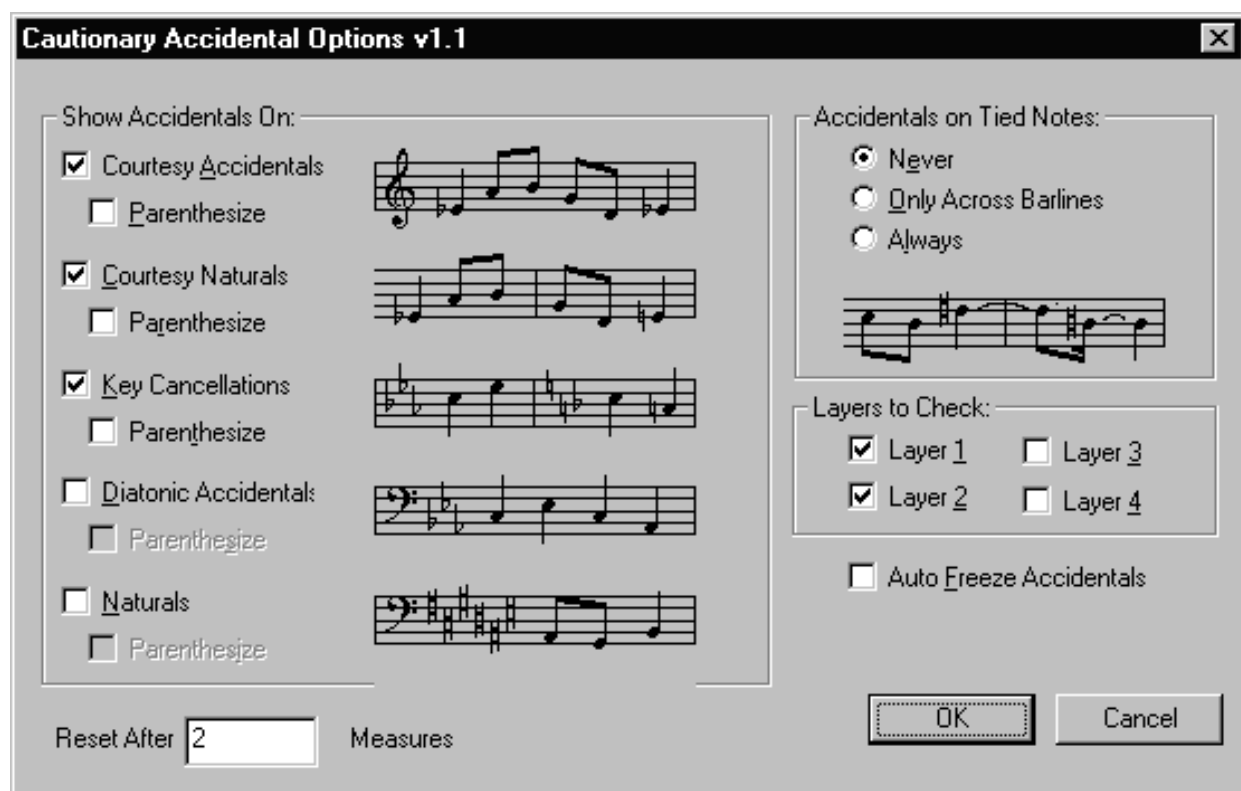 Cautionary Accidental Options v1.1
Show Accidentals On:
Courtesy Accidentals
Parenthesize
Courtesy Naturals
Parenthesize
Key Cancellations
Parenthesize
Diatonic Accidentals
Parenthesize
Naturals
Parenthesize
Reset After 2 Measures
Accidentals on Tied Notes:
Never
Only Across Barlines
Always
Layers to Check:
Layer 1 Layer 3
Layer 2 Layer 4
Auto Freeze Accidentals
OK Cancel